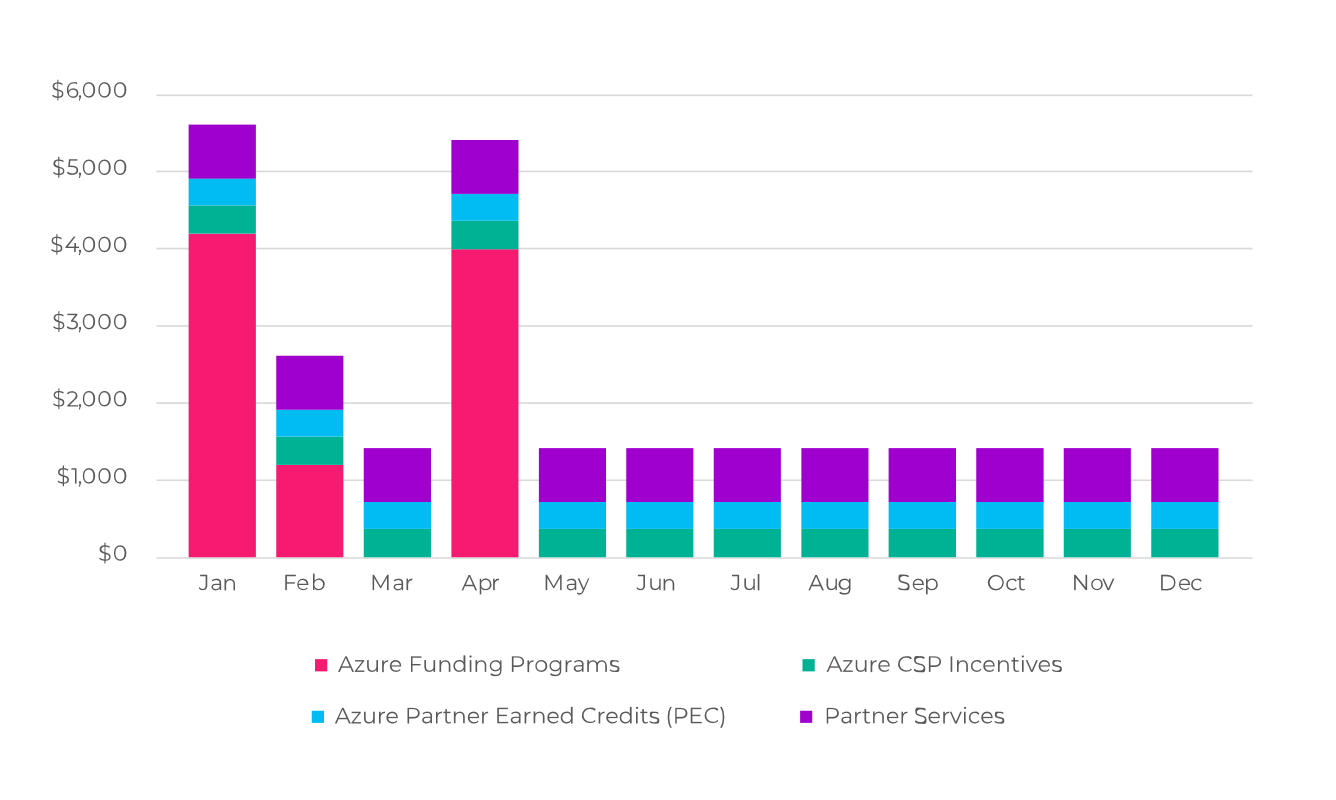 $6,000
$5,000
$4,000
$3,000
$2,000
$1,000
$0
Jan Feb Mar Apr May Jun Jul Aug Sep Oct Nov Dec
Azure Funding Programs Azure CSP Incentives
Azure Partner Earned Credits (PEC) Partner Services